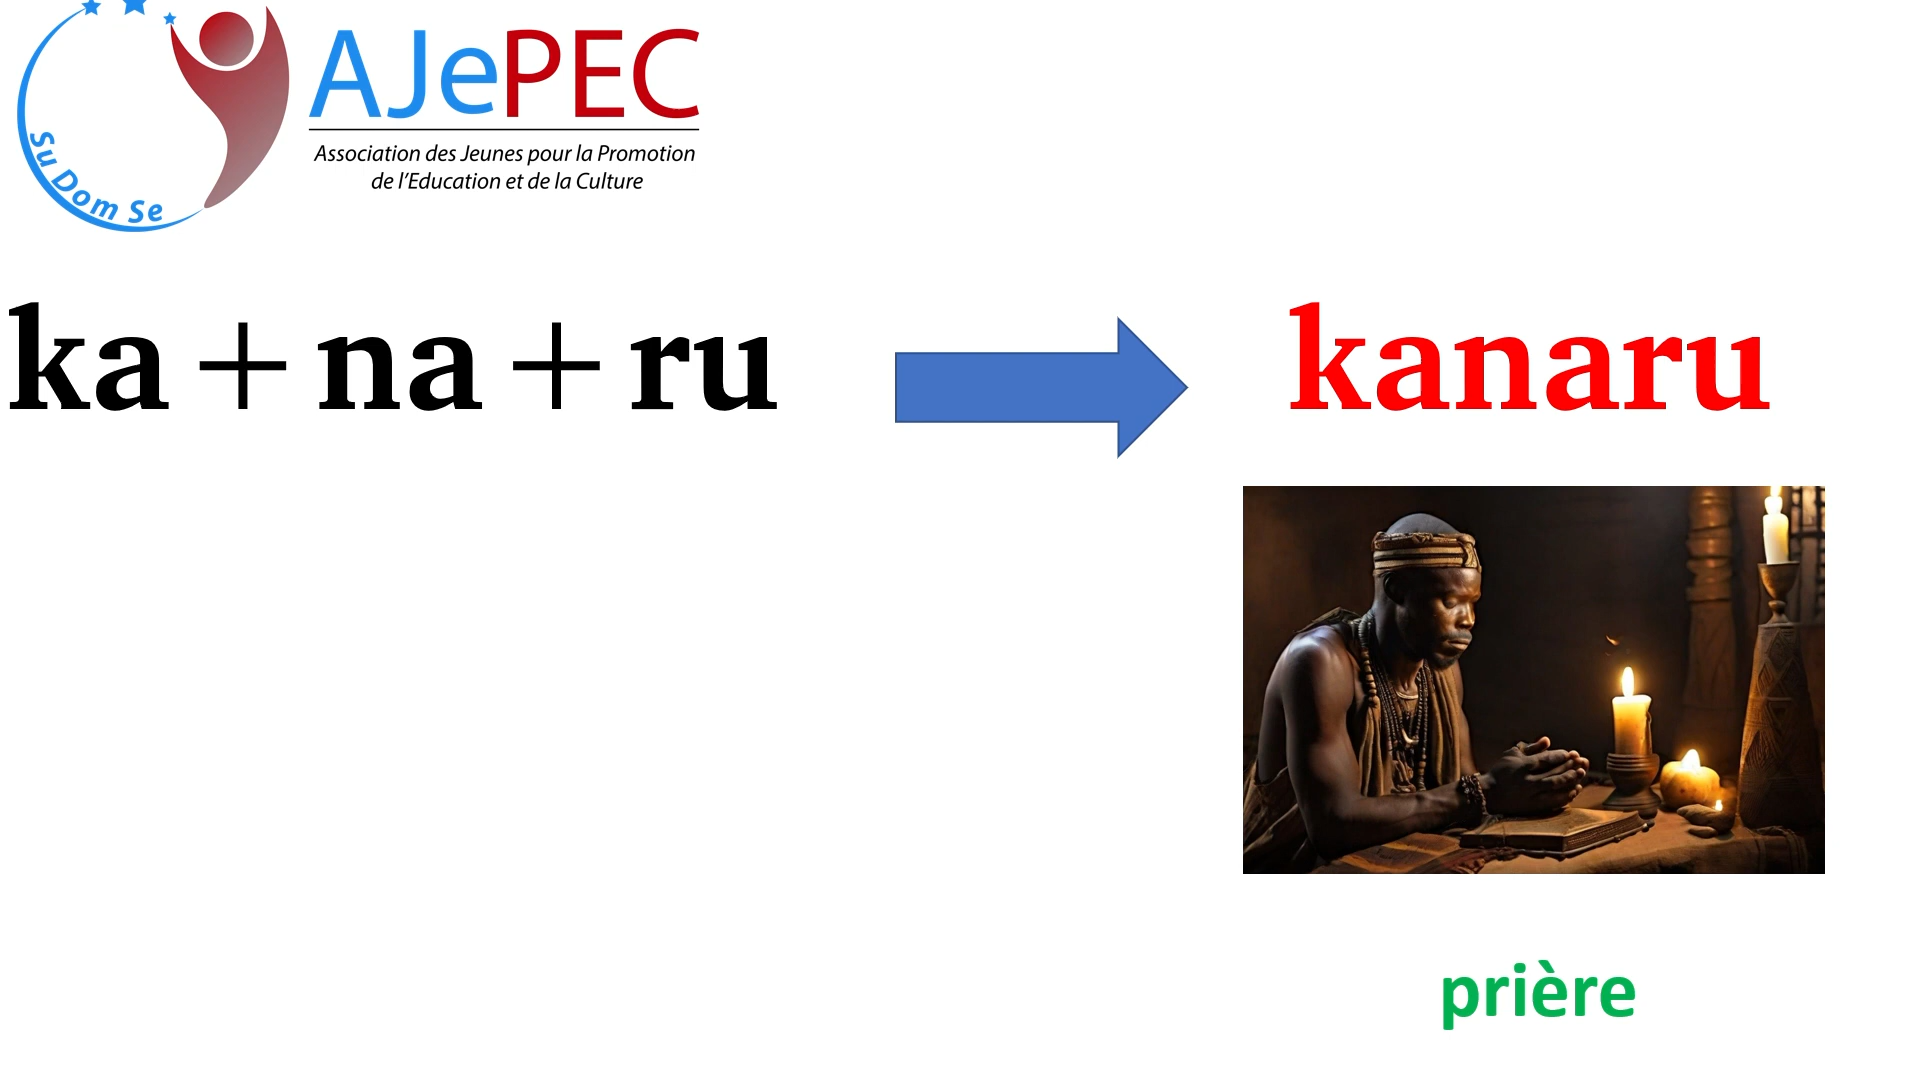 AJePEC
Association des Jeunes pour la Promotion
de l'Education et de la Culture
Su Dom Se
ka + na + ru
kanaru
prière